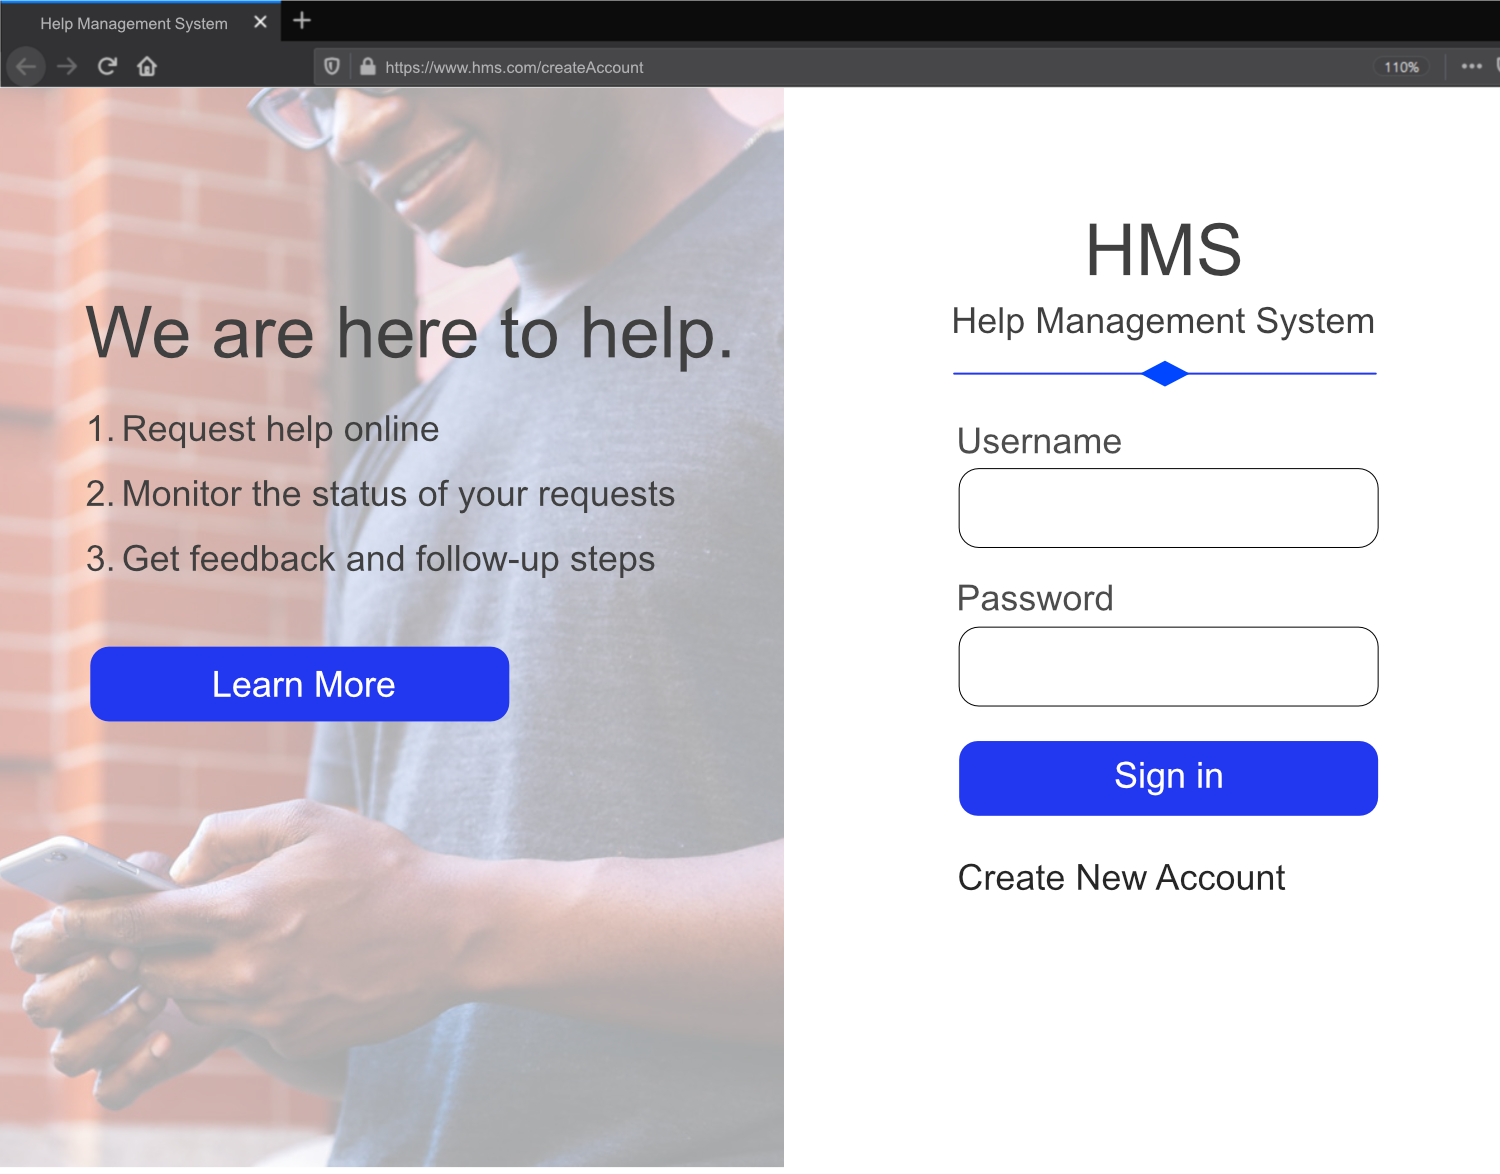 Help Management System
https://www.hms.com/createAccount
110%
We are here to help.
1. Request help online
2. Monitor the status of your requests
3. Get feedback and follow-up steps
Learn More
HMS
Help Management System
Username
Password
Sign in
Create New Account